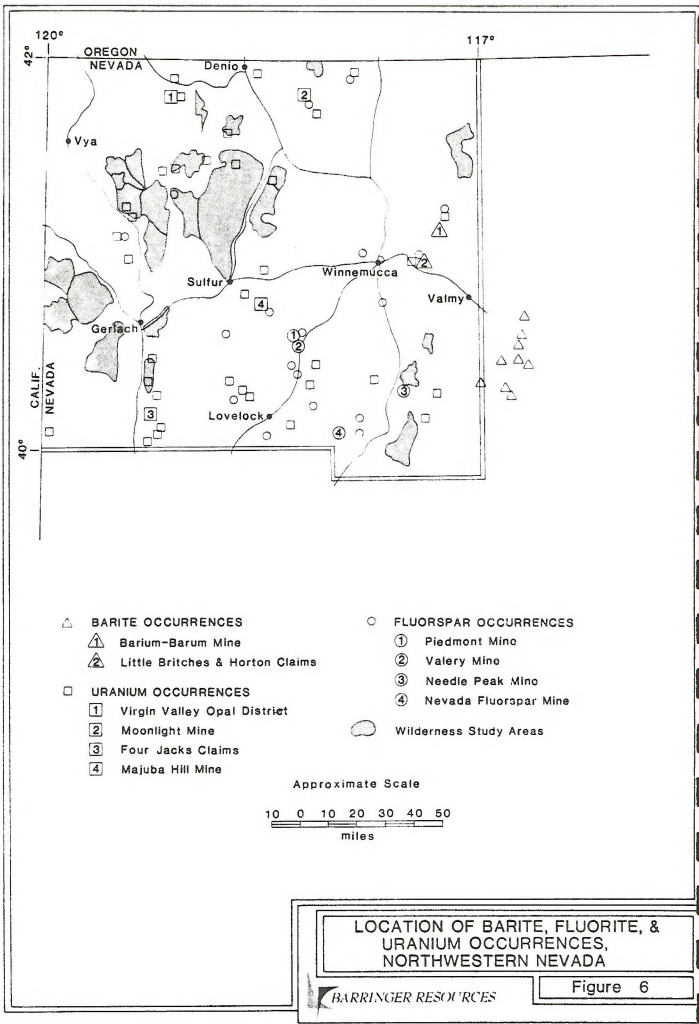 120°
117°
42°
OREGON
NEVADA
Denio
1
2
Vya
1
Winnemucca
2
Sulfur
Valmy
4
Gerlach
1
2
CALIF.
NEVADA
3
3
Lovelock
4
40°
BARITE OCCURRENCES
1 Barium-Barum Mine
2 Little Britches & Horton Claims
URANIUM OCCURRENCES
1 Virgin Valley Opal District
2 Moonlight Mine
3 Four Jacks Claims
4 Majuba Hill Mine
FLUORSPAR OCCURRENCES
1 Piedmont Mine
2 Valery Mine
3 Needle Peak Mine
4 Nevada Fluorspar Mine
Wilderness Study Areas
Approximate Scale
10 0 10 20 30 40 50
miles
LOCATION OF BARITE, FLUORITE, &
URANIUM OCCURRENCES,
NORTHWESTERN NEVADA
BARRINGER RESOURCES
Figure 6